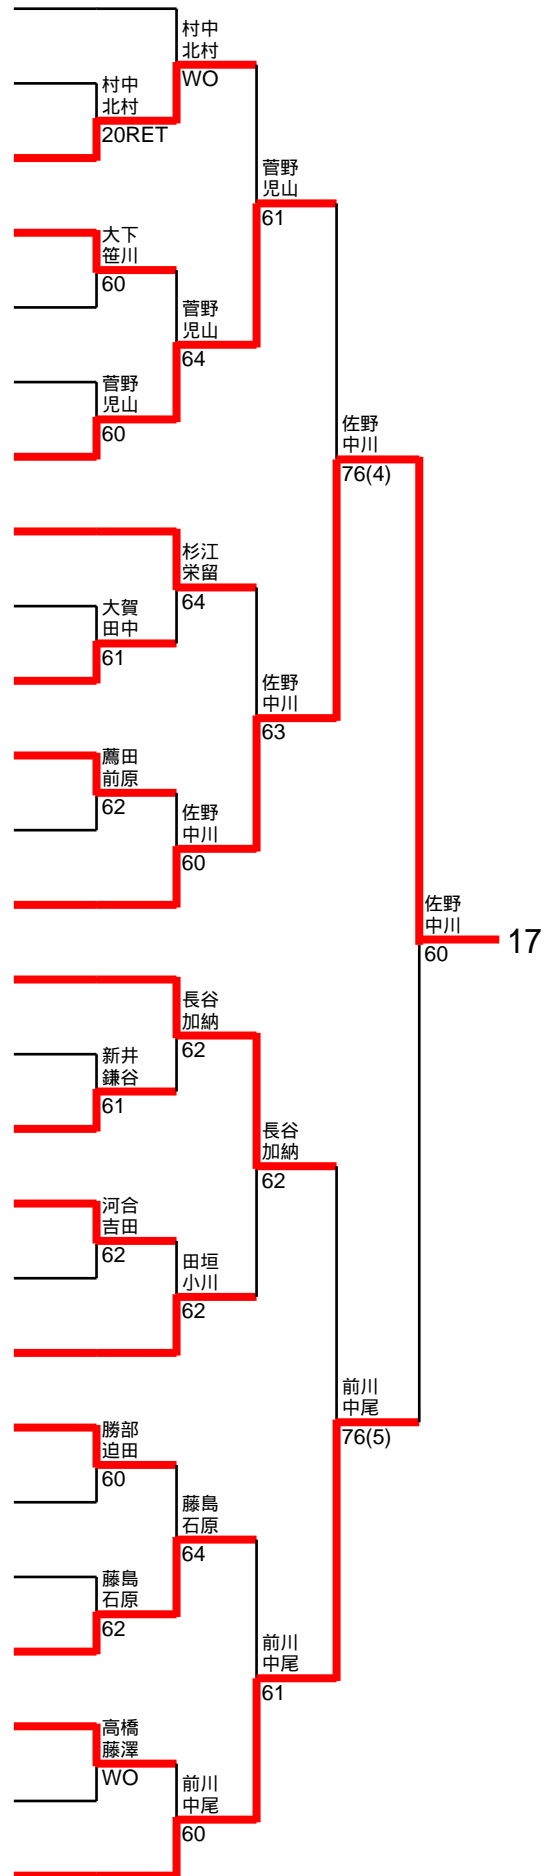 村中
北村
WO
村中
北村
20RET
菅野
児山
61
大下
笹川
60
菅野
児山
64
菅野
児山
60
佐野
中川
76(4)
杉江
栄留
64
大賀
田中
61
佐野
中川
63
薦田
前原
62
佐野
中川
60
佐野
中川
60
17
長谷
加納
62
新井
鎌谷
61
長谷
加納
62
河合
吉田
62
田垣
小川
62
前川
中尾
76(5)
勝部
迫田
60
藤島
石原
64
藤島
石原
62
前川
中尾
61
高橋
藤澤
WO
前川
中尾
60